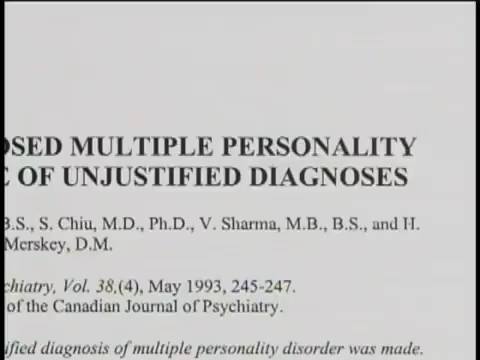 OSED MULTIPLE PERSONALITY
E OF UNJUSTIFIED DIAGNOSES
B.S., S. Chiu, M.D., Ph.D., V. Sharma, M.B., B.S., and H.
Merskey, D.M.
chiatry, Vol. 38,(4), May 1993, 245-247.
of the Canadian Journal of Psychiatry.
ified diagnosis of multiple personality disorder was made.